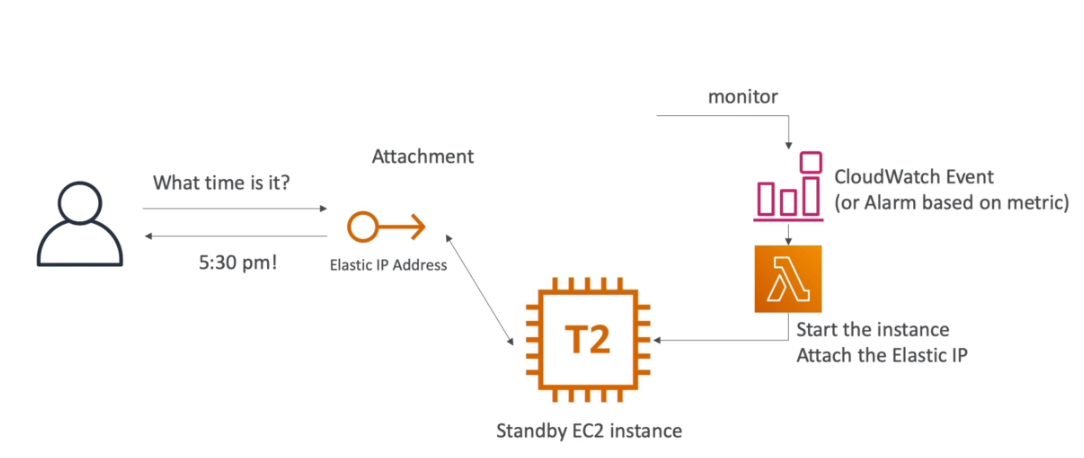 monitor
Attachment
What time is it?
CloudWatch Event
(or Alarm based on metric)
5:30 pm!
Elastic IP Address
T2
Start the instance
Attach the Elastic IP
Standby EC2 instance